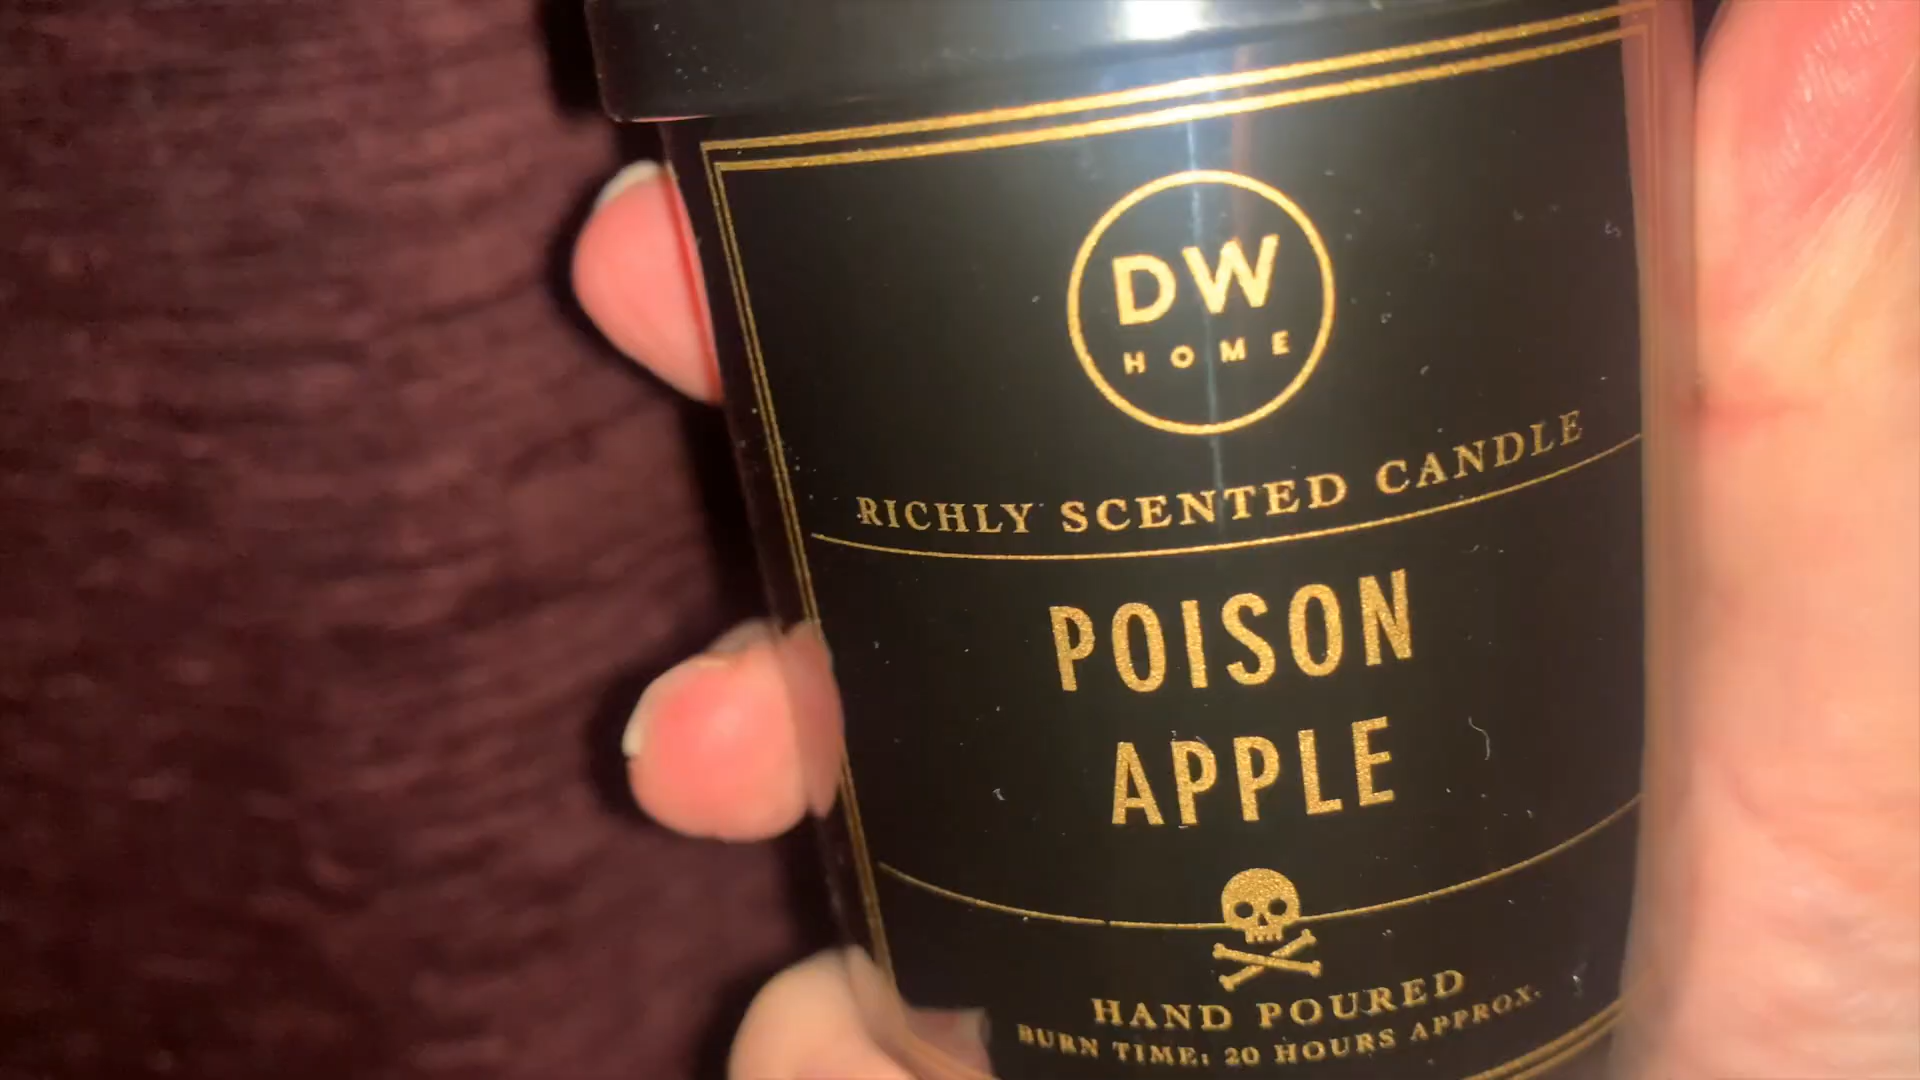 DW
HOME
RICHLY SCENTED CANDLE
POISON
APPLE
HAND POURED
BURN TIME: 20 HOURS APPROX.